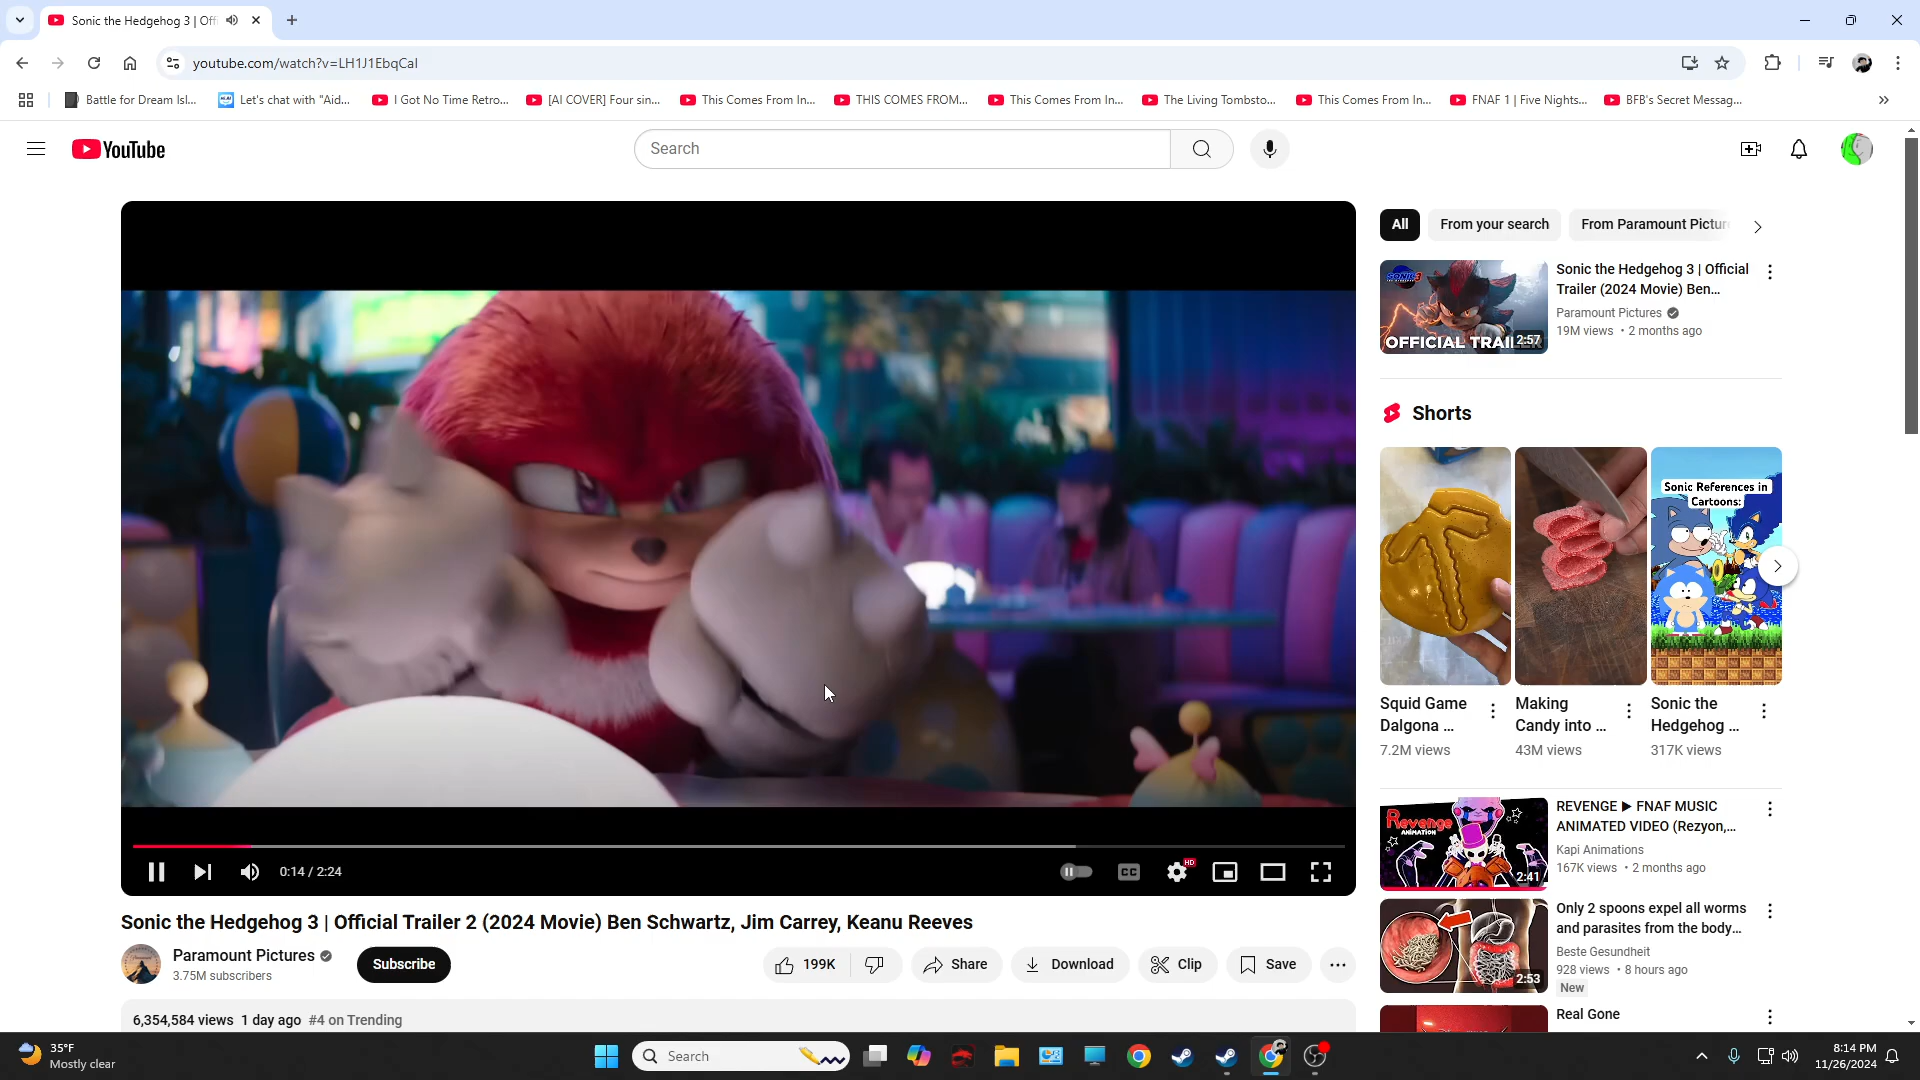 Sonic the Hedgehog 3 | Off
youtube.com/watch?v=LH1J1EbqCaI
Battle for Dream Isl...
Let's chat with "Aid...
I Got No Time Retro...
[AI COVER] Four sin...
This Comes From In...
THIS COMES FROM...
This Comes From In...
The Living Tombsto...
This Comes From In...
FNAF 1 | Five Nights...
BFB's Secret Messag...
YouTube
Search
All
From your search
From Paramount Pictur
SONIC 3
OFFICIAL TRAI
2:57
Sonic the Hedgehog 3 | Official
Trailer (2024 Movie) Ben...
Paramount Pictures
19M views • 2 months ago
Shorts
Sonic References in
Cartoons:
Squid Game
Dalgona ...
7.2M views
Making
Candy into ...
43M views
Sonic the
Hedgehog ...
317K views
Revenge
ANIMATION
2:41
REVENGE ▶ FNAF MUSIC
ANIMATED VIDEO (Rezyon,...
Kapi Animations
167K views • 2 months ago
2:53
Only 2 spoons expel all worms
and parasites from the body...
Beste Gesundheit
928 views • 8 hours ago
New
Real Gone
0:14 / 2:24
CC
HD
Sonic the Hedgehog 3 | Official Trailer 2 (2024 Movie) Ben Schwartz, Jim Carrey, Keanu Reeves
Paramount Pictures
3.75M subscribers
Subscribe
199K
Share
Download
Clip
Save
6,354,584 views 1 day ago #4 on Trending
35°F
Mostly clear
Search
8:14 PM
11/26/2024